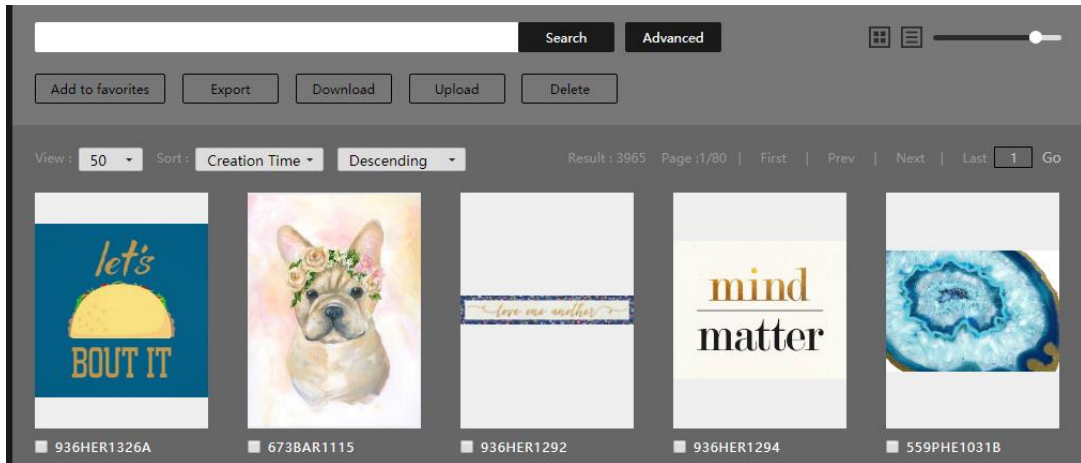 Search
Advanced
Add to favorites
Export
Download
Upload
Delete
View : 50 Sort : Creation Time Descending Result : 3965 Page :1/80 | First | Prev | Next | Last 1 Go
let's
BOUT IT
love one another
mind
matter
936HER1326A
673BAR1115
936HER1292
936HER1294
559PHE1031B